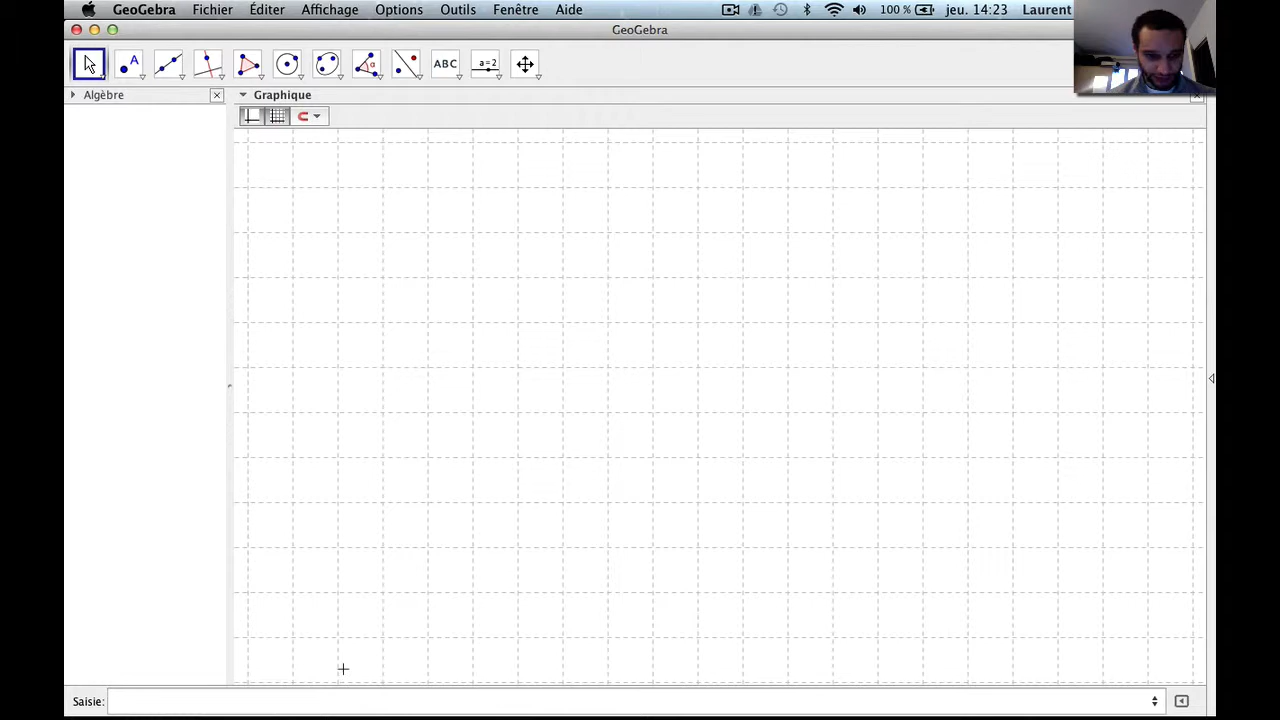 GeoGebra Fichier Éditer Affichage Options Outils Fenêtre Aide 100 % jeu. 14:23 Laurent
GeoGebra
A ABC a=2
Algèbre Graphique
Saisie: